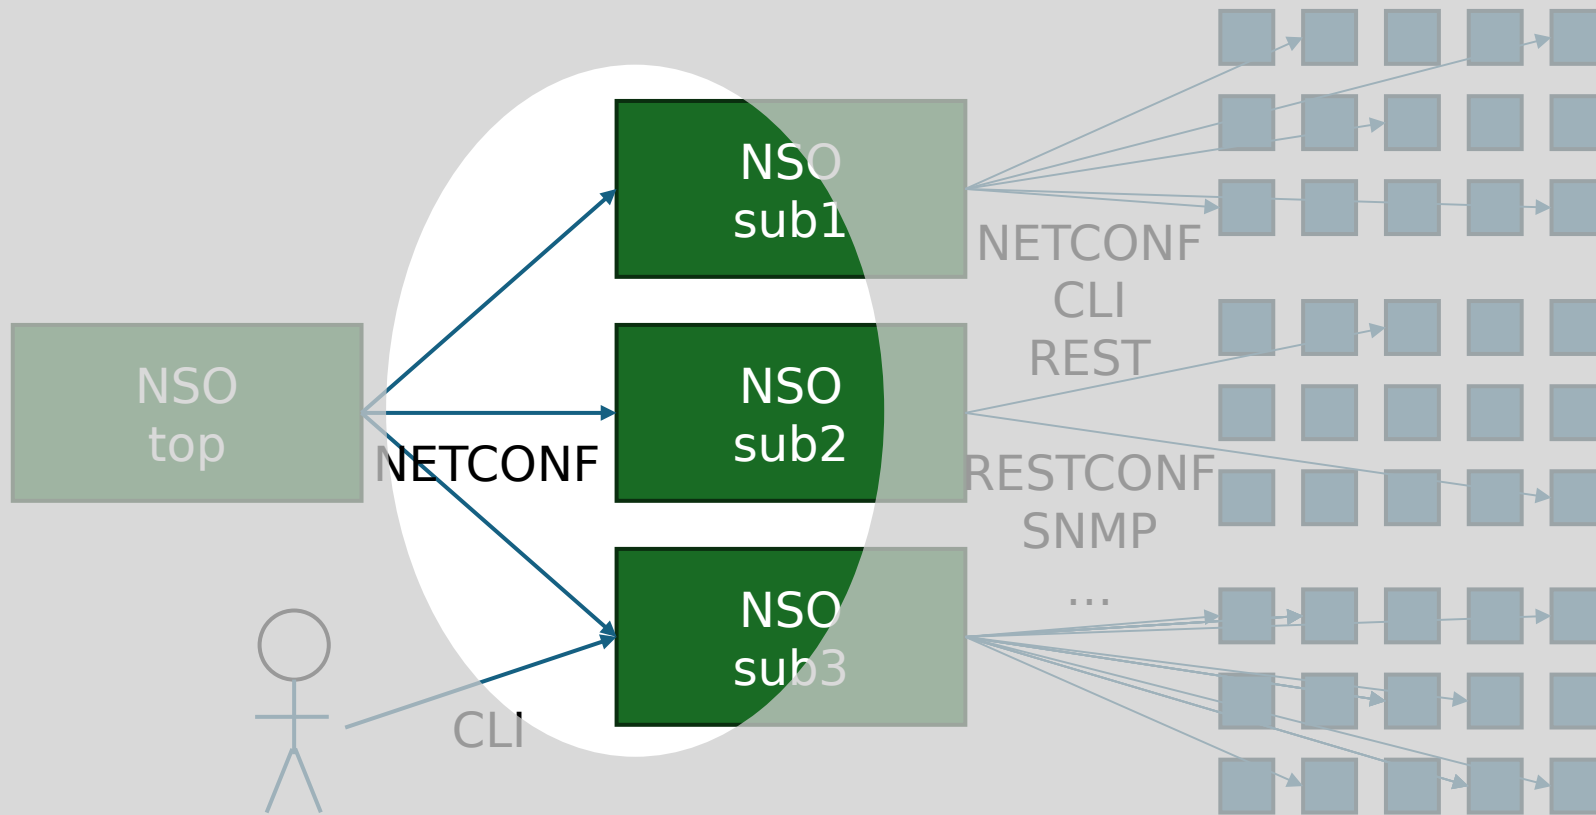 NSO
top
NETCONF
CLI
NSO
sub1
NSO
sub2
NSO
sub3
NETCONF
CLI
REST
RESTCONF
SNMP
...